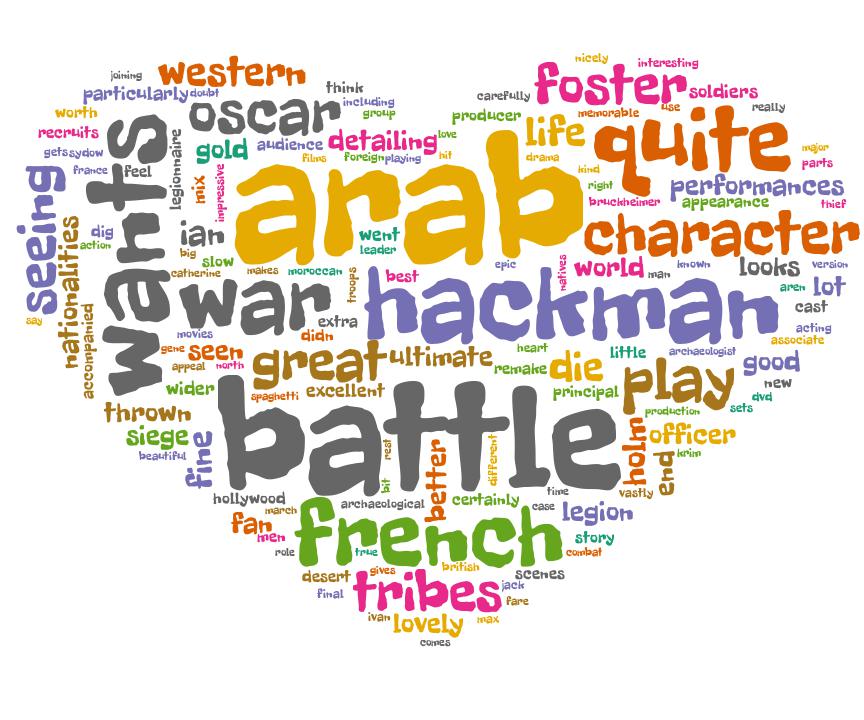 nicely
interesting
joining
western
think
foster
soldiers
particularly
doubt
oscar
including
group
carefully
memorable
use
really
worth
producer
life
quite
recruits
wants
legionnaire
gold
audience
detailing
love
films
foreign
playing
hit
drama
major
parts
gets
sydow
france
feel
mix
impressive
arab
kind
right
bruckheimer
performances
appearance
thief
seeing
nationalities
dig
action
ian
big
slow
went
leader
character
catherine
makes
moroccan
troops
epic
natives
world
man
known
looks
version
best
hackman
aren
lot
cast
say
accompanied
war
extra
movies
didn
acting
associate
gene
seen
appeal
north
great
ultimate
heart
remake
die
little
archaeologist
good
wider
spaghetti
excellent
principal
play
new
dvd
sets
production
thrown
siege
beautiful
fine
battle
rest
bit
better
different
holm
officer
end
krim
hollywood
march
archaeological
certainly
time
case
vastly
legion
fan
men
french
story
role
true
combat
desert
gives
british
scenes
final
tribes
jack
fare
ivan
lovely
max
comes